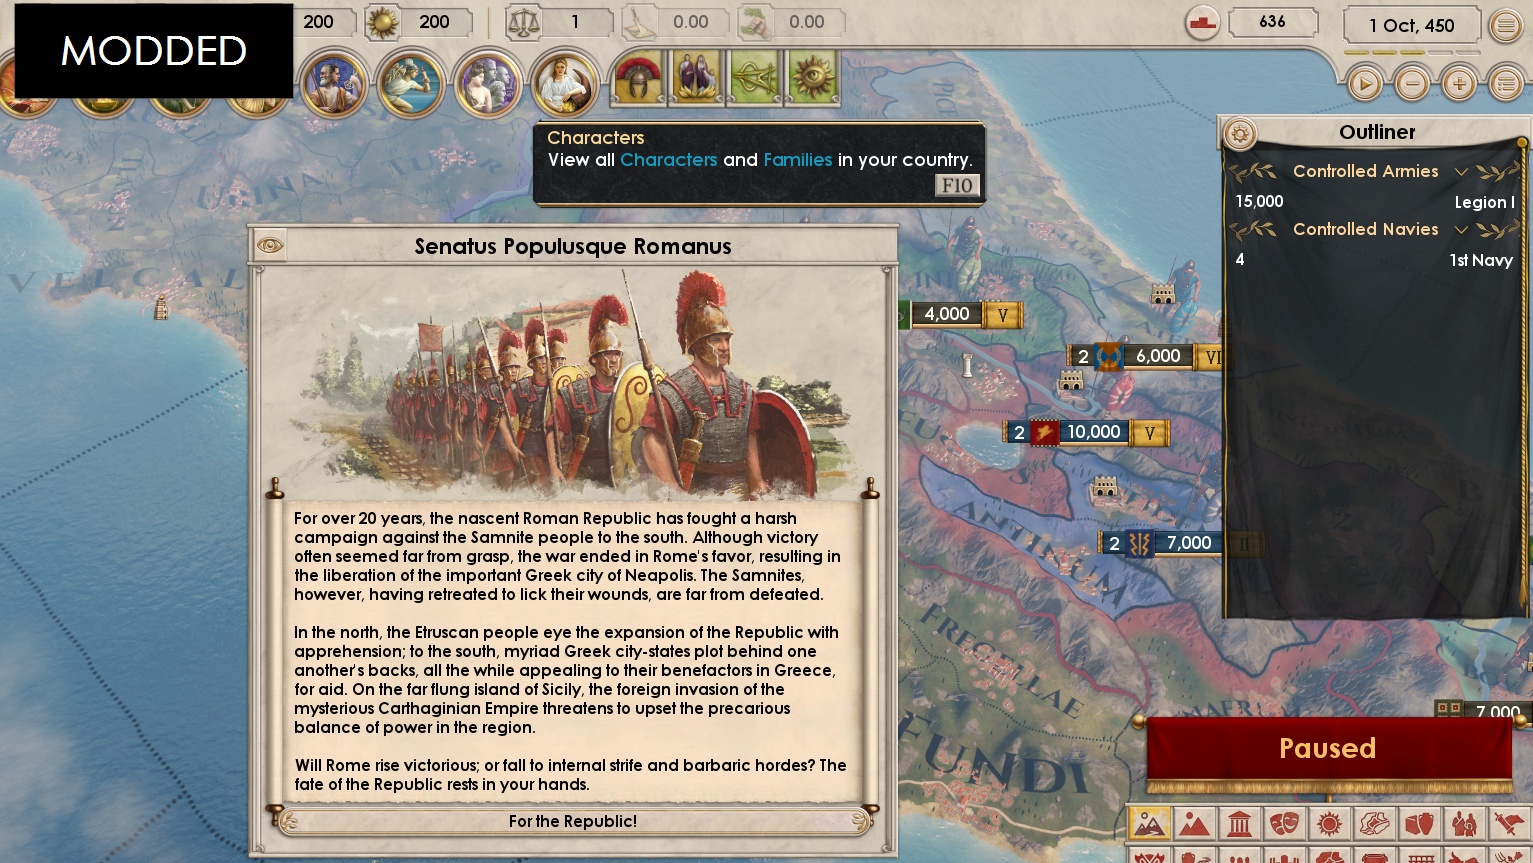 MODDED
200
200
1
0.00
0.00
636
1 Oct, 450
Characters
View all Characters and Families in your country.
F10
Outliner
Controlled Armies
15,000 Legion I
Controlled Navies
4 1st Navy
Senatus Populusque Romanus
For over 20 years, the nascent Roman Republic has fought a harsh
campaign against the Samnite people to the south. Although victory
often seemed far from grasp, the war ended in Rome's favor, resulting in
the liberation of the important Greek city of Neapolis. The Samnites,
however, having retreated to lick their wounds, are far from defeated.
In the north, the Etruscan people eye the expansion of the Republic with
apprehension; to the south, myriad Greek city-states plot behind one
another's backs, all the while appealing to their benefactors in Greece,
for aid. On the far flung island of Sicily, the foreign invasion of the
mysterious Carthaginian Empire threatens to upset the precarious
balance of power in the region.
Will Rome rise victorious; or fall to internal strife and barbaric hordes? The
fate of the Republic rests in your hands.
For the Republic!
4,000 V
2 6,000 VI
2 10,000 V
2 7,000 II
ANTIUM
FREGELLAE
FUNDI
7,000
Paused